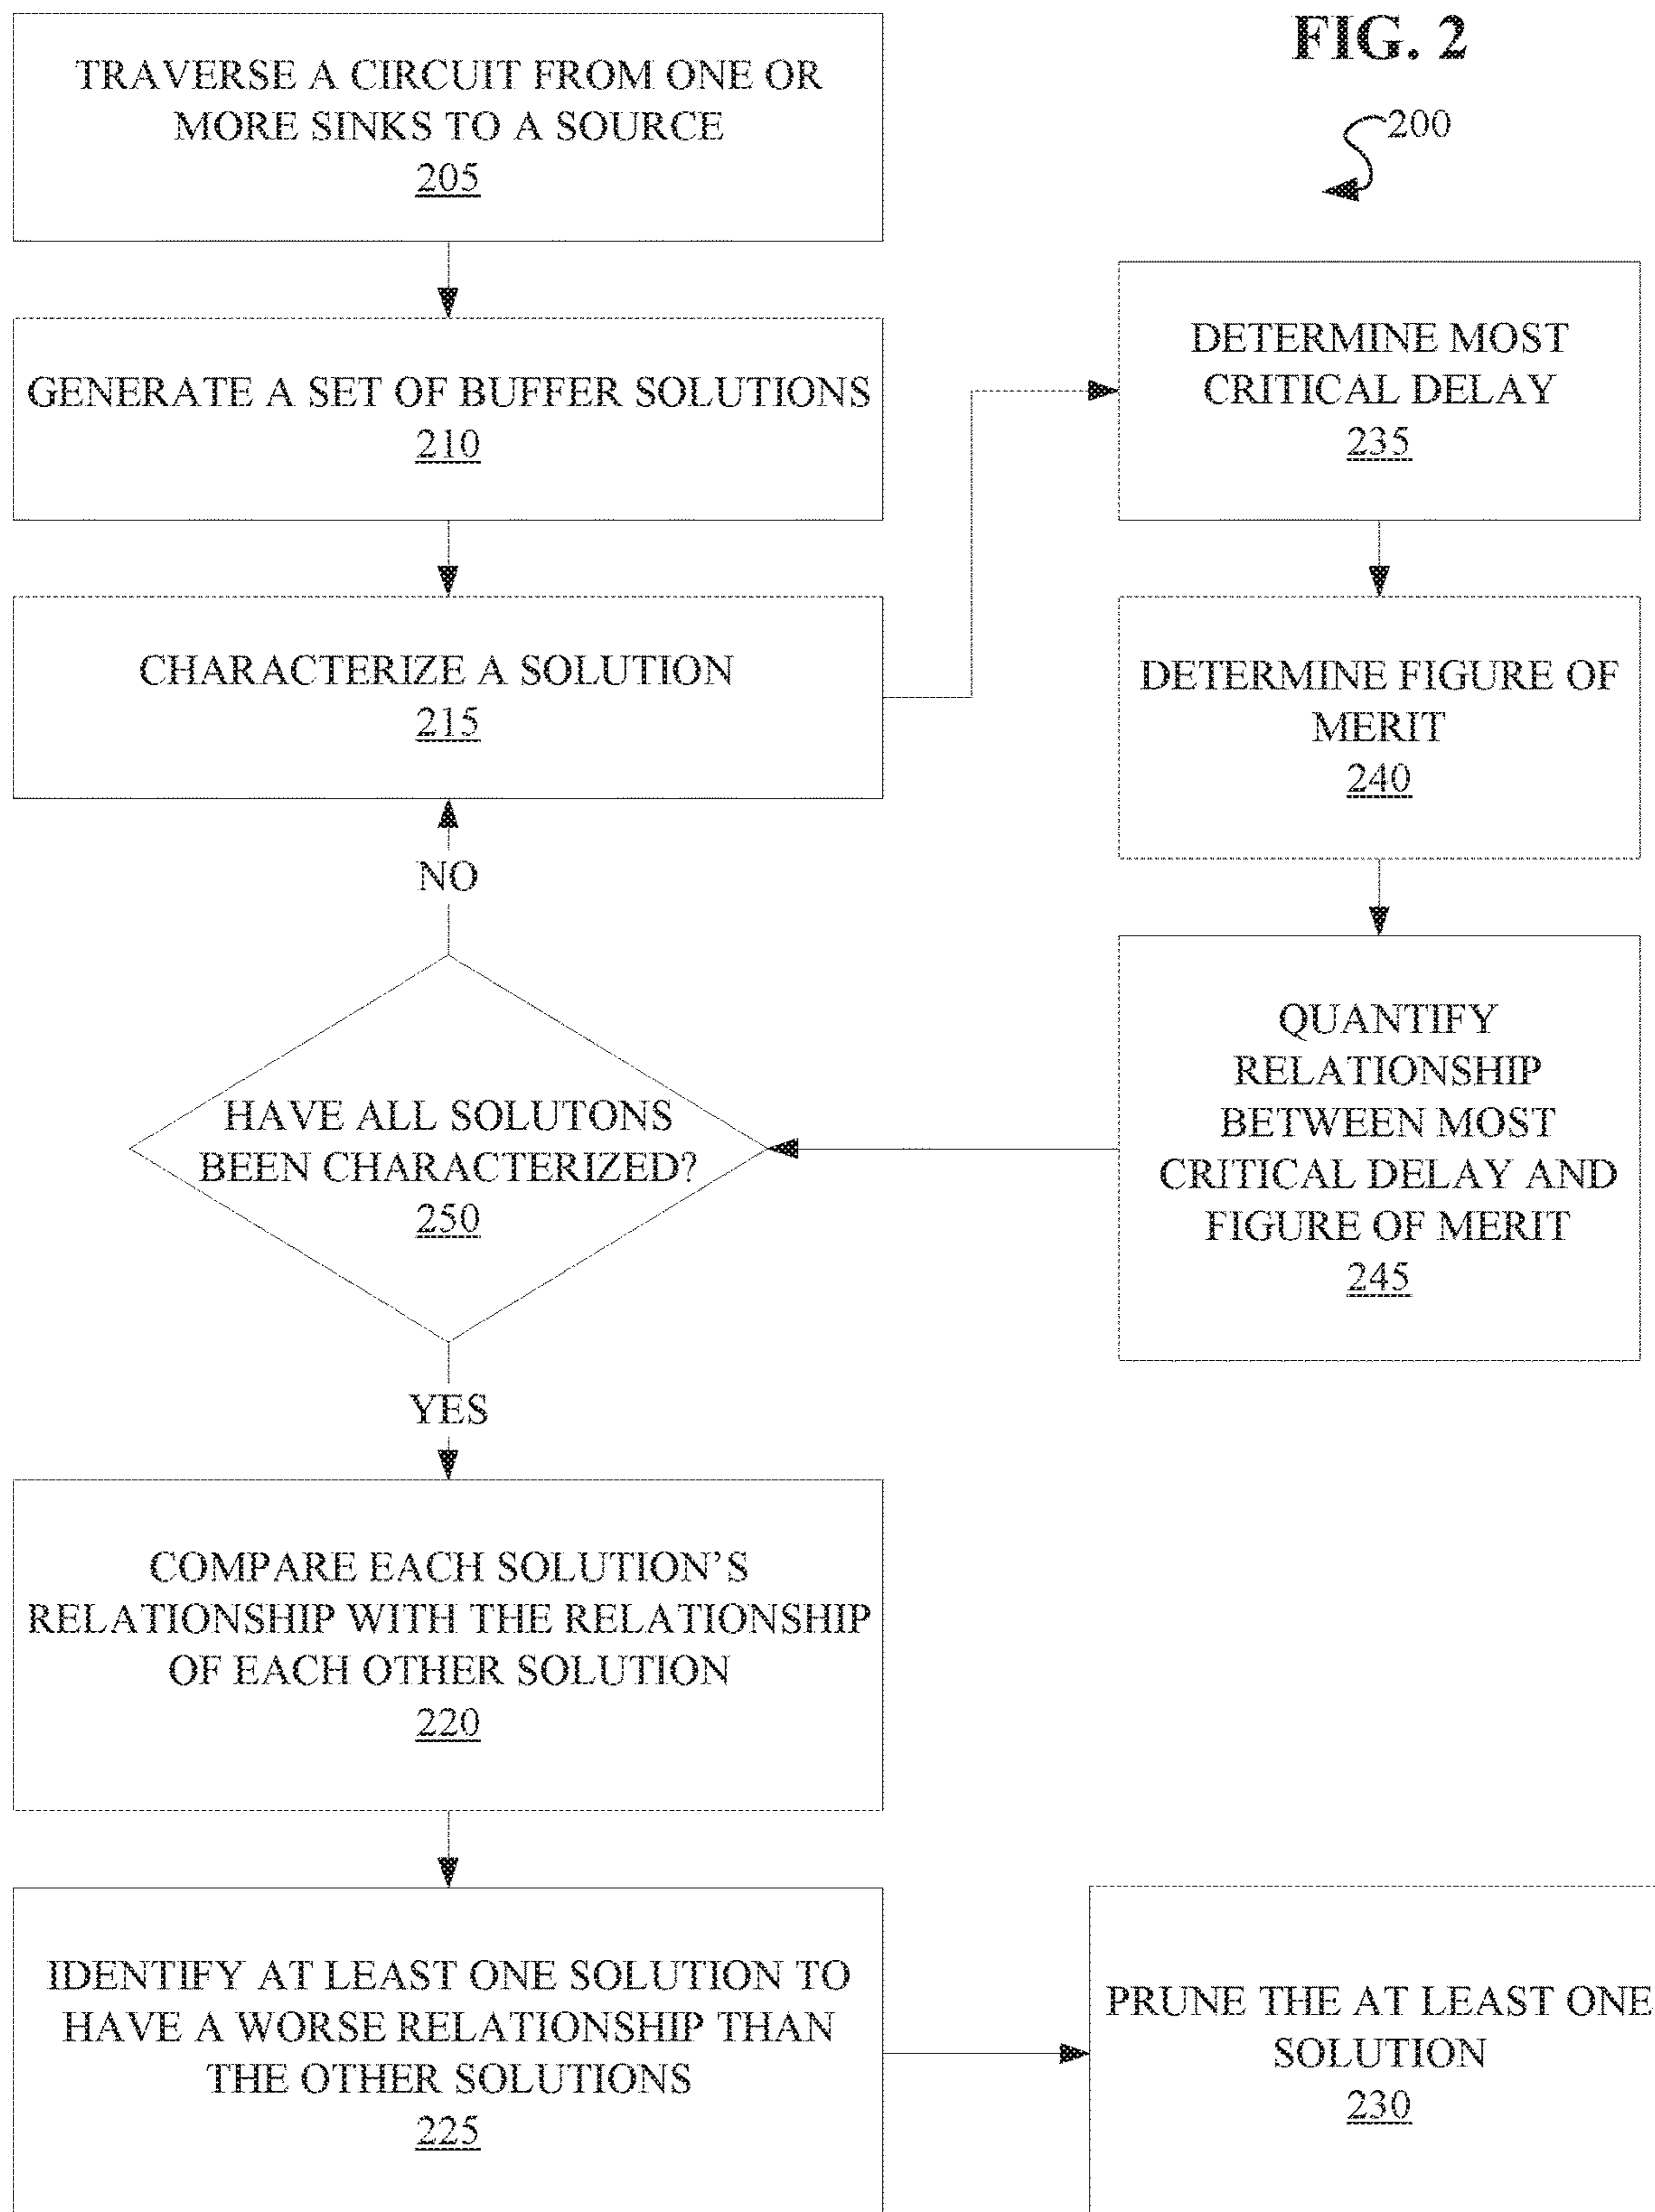 FIG. 2
200
TRAVERSE A CIRCUIT FROM ONE OR
MORE SINKS TO A SOURCE
205
GENERATE A SET OF BUFFER SOLUTIONS
210
CHARACTERIZE A SOLUTION
215
DETERMINE MOST
CRITICAL DELAY
235
DETERMINE FIGURE OF
MERIT
240
QUANTIFY
RELATIONSHIP
BETWEEN MOST
CRITICAL DELAY AND
FIGURE OF MERIT
245
NO
HAVE ALL SOLUTONS
BEEN CHARACTERIZED?
250
YES
COMPARE EACH SOLUTION'S
RELATIONSHIP WITH THE RELATIONSHIP
OF EACH OTHER SOLUTION
220
IDENTIFY AT LEAST ONE SOLUTION TO
HAVE A WORSE RELATIONSHIP THAN
THE OTHER SOLUTIONS
225
PRUNE THE AT LEAST ONE
SOLUTION
230